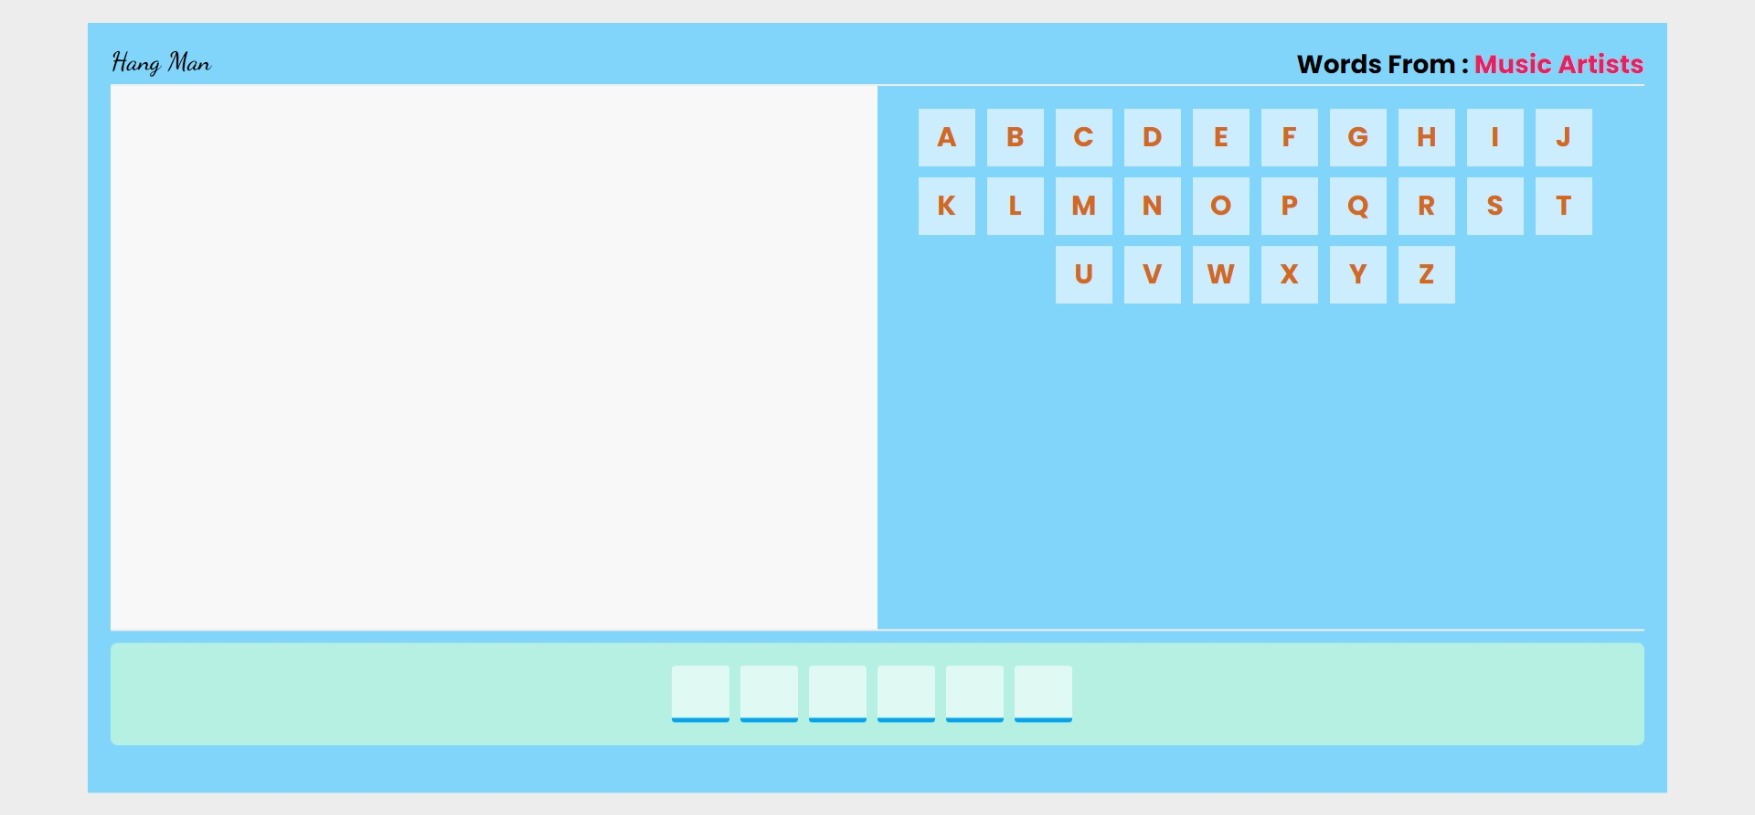 Hang Man
Words From : Music Artists
A B C D E F G H I J
K L M N O P Q R S T
U V W X Y Z